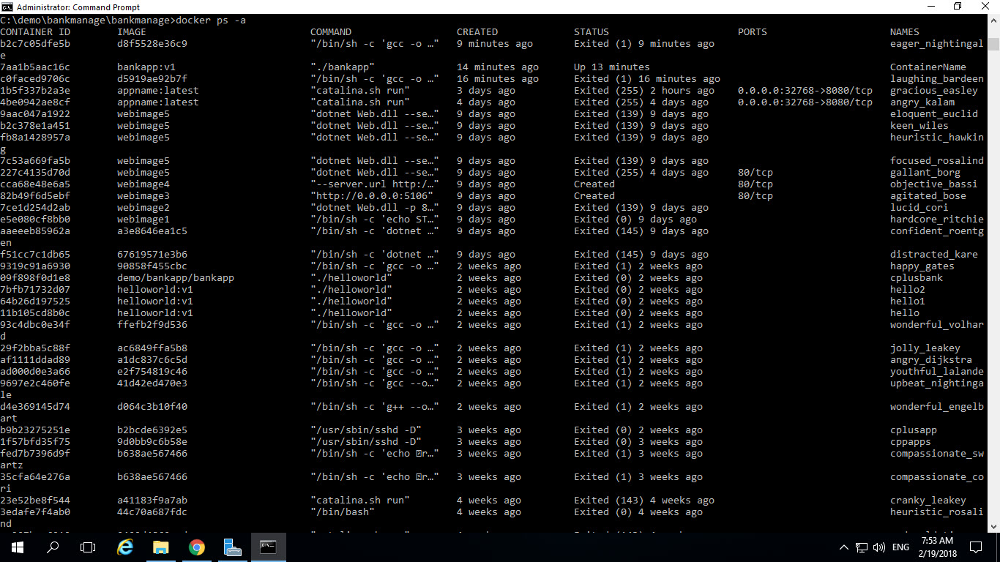 Administrator: Command Prompt
C:\demo\bankmanage\bankmanage>docker ps -a
CONTAINER ID IMAGE COMMAND CREATED STATUS PORTS NAMES
b2c7c05dfe5b d8f5528e36c9 "/bin/sh -c 'gcc -o …" 9 minutes ago Exited (1) 9 minutes ago eager_nightingal
e
7aa1b5aac16c bankapp:v1 "./bankapp" 14 minutes ago Up 13 minutes ContainerName
c0faced9706c d5919ae92b7f "/bin/sh -c 'gcc -o …" 16 minutes ago Exited (1) 16 minutes ago laughing_bardeen
1b5f337b2a3e appname:latest "catalina.sh run" 3 days ago Exited (255) 2 hours ago 0.0.0.0:32768->8080/tcp gracious_easley
4be0942ae8cf appname:latest "catalina.sh run" 4 days ago Exited (255) 4 days ago 0.0.0.0:32768->8080/tcp angry_kalam
9aac047a1922 webimage5 "dotnet Web.dll --se…" 9 days ago Exited (139) 9 days ago eloquent_euclid
b2c378e1a451 webimage5 "dotnet Web.dll --se…" 9 days ago Exited (139) 9 days ago keen_wiles
fb8a1428957a webimage5 "dotnet Web.dll --se…" 9 days ago Exited (139) 9 days ago heuristic_hawkin
g
7c53a669fa5b webimage5 "dotnet Web.dll --se…" 9 days ago Exited (139) 9 days ago focused_rosalind
227c4135d70d webimage5 "dotnet Web.dll --se…" 9 days ago Exited (255) 4 days ago 80/tcp gallant_borg
cca68e48e6a5 webimage4 "--server.url http:/…" 9 days ago Created 80/tcp objective_bassi
82b49f6d5ebf webimage3 "http://0.0.0.0:5106" 9 days ago Created 80/tcp agitated_bose
7ce1d254d2ab webimage2 "dotnet Web.dll -p 8…" 9 days ago Exited (139) 9 days ago lucid_cori
e5e080cf8bb0 webimage1 "/bin/sh -c 'echo ST…" 9 days ago Exited (0) 9 days ago hardcore_ritchie
aaeeeb85962a a3e8646ea1c5 "/bin/sh -c 'dotnet …" 9 days ago Exited (145) 9 days ago confident_roentg
en
f51cc7c1db65 67619571e3b6 "/bin/sh -c 'dotnet …" 9 days ago Exited (145) 9 days ago distracted_kare
9319c91a6930 90858f455cbc "/bin/sh -c 'gcc -o …" 2 weeks ago Exited (1) 2 weeks ago happy_gates
09f898f0d1e8 demo/bankapp/bankapp "./helloworld" 2 weeks ago Exited (0) 2 weeks ago cplusbank
7bfb71732d07 helloworld:v1 "./helloworld" 2 weeks ago Exited (0) 2 weeks ago hello2
64b26d197525 helloworld:v1 "./helloworld" 2 weeks ago Exited (0) 2 weeks ago hello1
11b105cd8b0c helloworld:v1 "./helloworld" 2 weeks ago Exited (0) 2 weeks ago hello
93c4dbc0e34f ffefb2f9d536 "/bin/sh -c 'gcc -o …" 2 weeks ago Exited (1) 2 weeks ago wonderful_volhar
d
29f2bba5c88f ac6849ffa5b8 "/bin/sh -c 'gcc -o …" 2 weeks ago Exited (1) 2 weeks ago jolly_leakey
af1111ddad89 a1dc837c6c5d "/bin/sh -c 'gcc -o …" 2 weeks ago Exited (1) 2 weeks ago angry_dijkstra
ad000d0e3a66 e2f754819c46 "/bin/sh -c 'gcc -o …" 2 weeks ago Exited (1) 2 weeks ago youthful_lalande
9697e2c460fe 41d42ed470e3 "/bin/sh -c 'gcc --o…" 2 weeks ago Exited (1) 2 weeks ago upbeat_nightinga
le
d4e369145d74 d064c3b10f40 "/bin/sh -c 'g++ --o…" 2 weeks ago Exited (1) 2 weeks ago wonderful_engelb
art
b9b23275251e b2bcde6392e5 "/usr/sbin/sshd -D" 3 weeks ago Exited (0) 2 weeks ago cplusapp
1f57bfd35f75 9d0bb9c6b58e "/usr/sbin/sshd -D" 3 weeks ago Exited (0) 3 weeks ago cppapps
fed7b7396d9f b638ae567466 "/bin/sh -c 'echo r…" 3 weeks ago Exited (1) 3 weeks ago compassionate_sw
artz
35cfa64e276a b638ae567466 "/bin/sh -c 'echo r…" 3 weeks ago Exited (1) 3 weeks ago compassionate_co
ri
23e52be8f544 a41183f9a7ab "catalina.sh run" 4 weeks ago Exited (143) 4 weeks ago cranky_leakey
3edafe7f4ab0 44c70a687fdc "/bin/bash" 4 weeks ago Exited (0) 4 weeks ago heuristic_rosali
nd
ENG
7:53 AM
2/19/2018